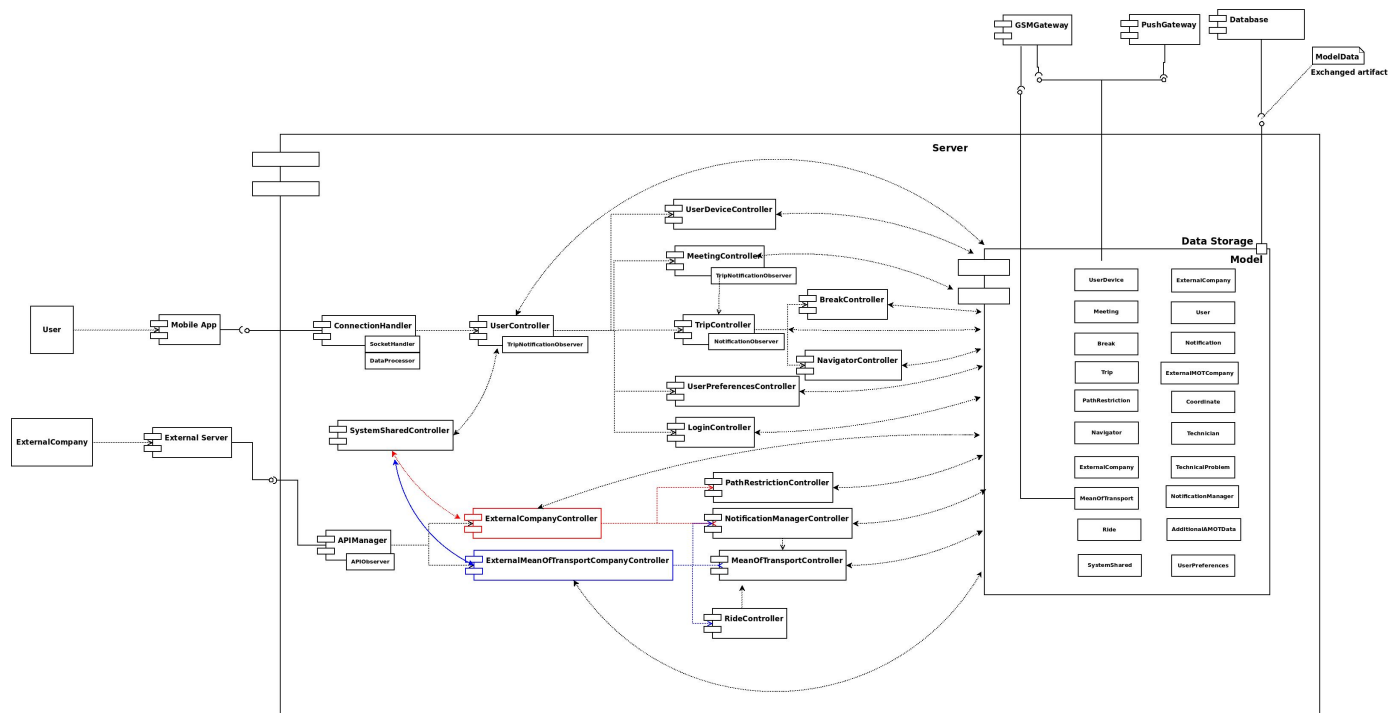 GSMGateway
PushGateway
Database
ModelData
Exchanged artifact
Server
UserDeviceController
Data Storage
Model
MeetingController
TripNotificationObserver
UserDevice
ExternalCompany
BreakController
Meeting
User
User
Mobile App
ConnectionHandler
UserController
TripController
SocketHandler
TripNotificationObserver
NotificationObserver
Break
Notification
DataProcessor
NavigatorController
Trip
ExternalMOTCompany
UserPreferencesController
PathRestriction
Coordinate
SystemSharedController
LoginController
Navigator
Technician
ExternalCompany
External Server
ExternalCompany
TechnicalProblem
PathRestrictionController
MeanOfTransport
NotificationManager
ExternalCompanyController
NotificationManagerController
Ride
AdditionalAMOTData
APIManager
APIObserver
ExternalMeanOfTransportCompanyController
MeanOfTransportController
SystemShared
UserPreferences
RideController